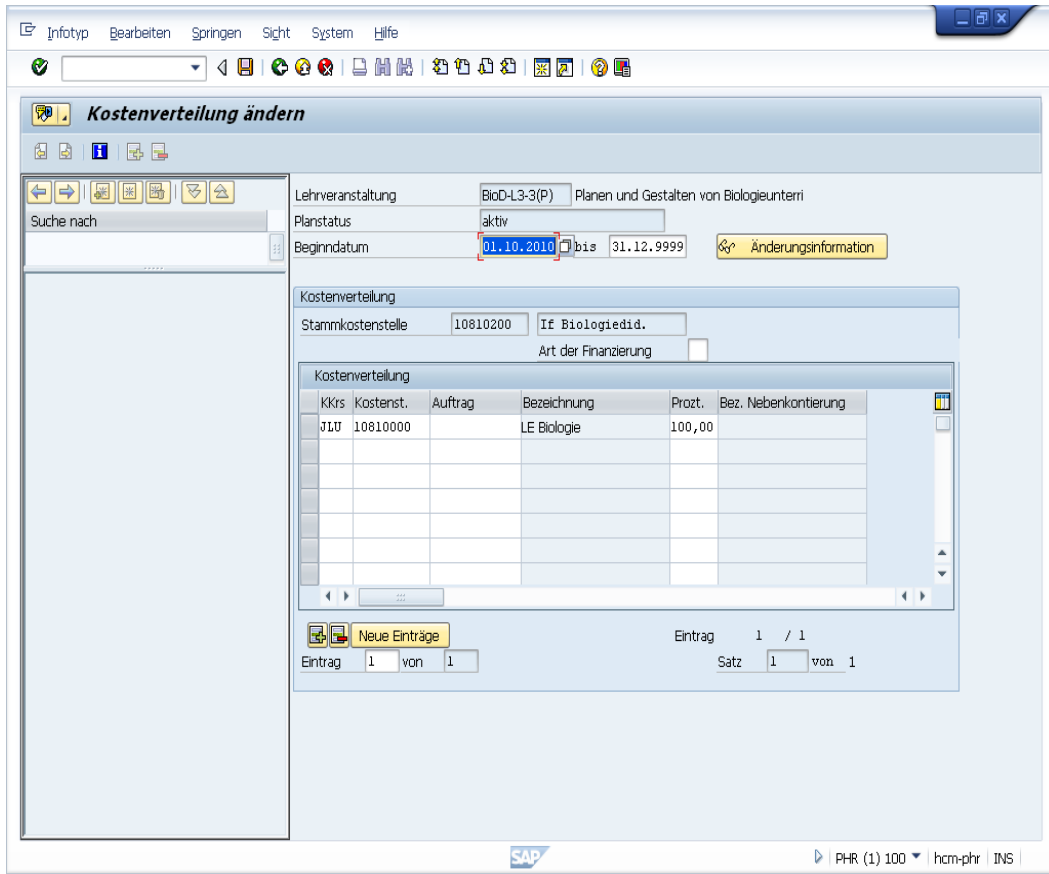 Infotyp Bearbeiten Springen Sicht System Hilfe
Kostenverteilung ändern
Suche nach
Lehrveranstaltung BioD-L3-3(P) Planen und Gestalten von Biologieunterri
Planstatus aktiv
Beginndatum 01.10.2010 bis 31.12.9999 Änderungsinformation
Kostenverteilung
Stammkostenstelle 10810200 If Biologiedid.
Art der Finanzierung
Kostenverteilung
KKrs Kostenst. Auftrag Bezeichnung Prozt. Bez. Nebenkontierung
JLU 10810000 LE Biologie 100,00
Neue Einträge Eintrag 1 / 1
Eintrag 1 von 1 Satz 1 von 1
SAP PHR (1) 100 hcm-phr INS